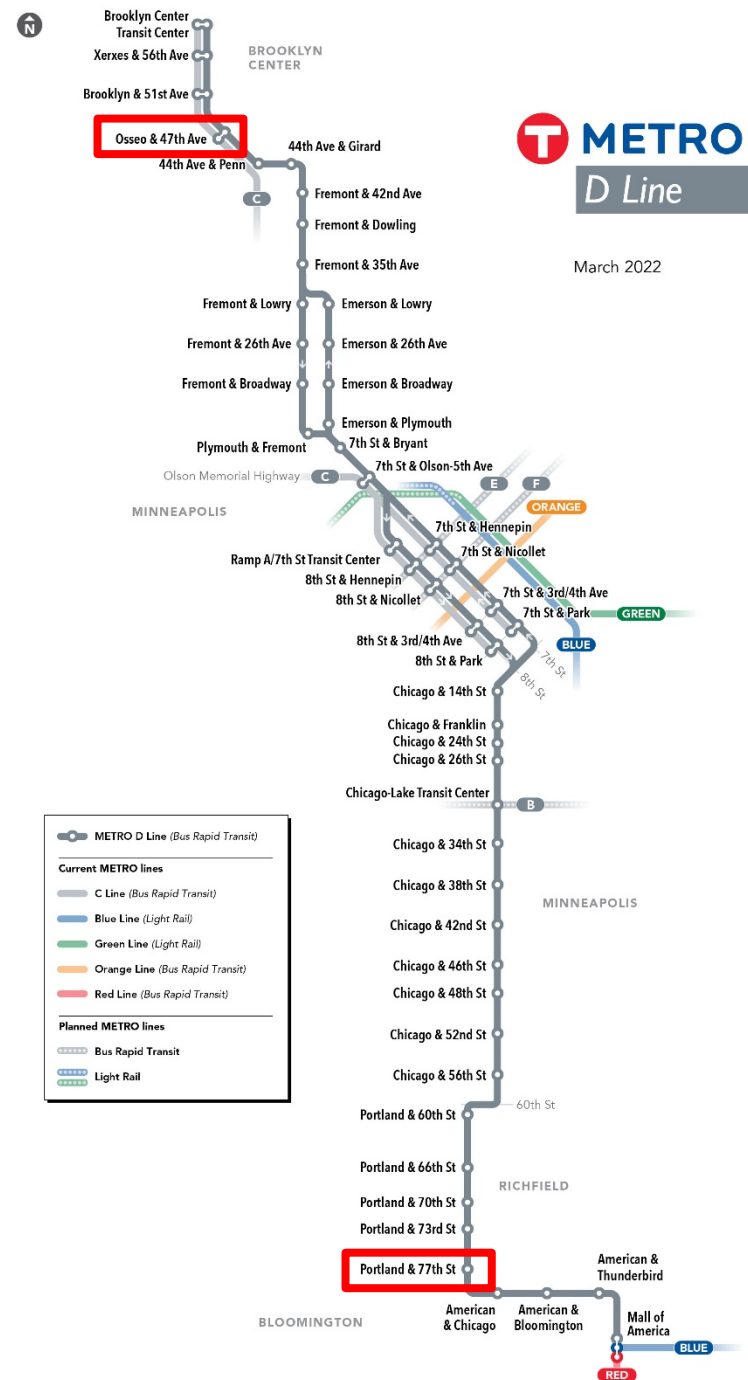 N
Brooklyn Center
Transit Center
Xerxes & 56th Ave
BROOKLYN
CENTER
Brooklyn & 51st Ave
T METRO
D Line
March 2022
Osseo & 47th Ave
44th Ave & Penn
44th Ave & Girard
C
Fremont & 42nd Ave
Fremont & Dowling
Fremont & 35th Ave
Fremont & Lowry
Emerson & Lowry
Fremont & 26th Ave
Emerson & 26th Ave
Fremont & Broadway
Emerson & Broadway
Emerson & Plymouth
Plymouth & Fremont
7th St & Bryant
7th St & Olson-5th Ave
Olson Memorial Highway
C
E
F
ORANGE
MINNEAPOLIS
7th St & Hennepin
Ramp A/7th St Transit Center
7th St & Nicollet
8th St & Hennepin
8th St & Nicollet
7th St & 3rd/4th Ave
7th St & Park
GREEN
8th St & 3rd/4th Ave
BLUE
8th St & Park
7th St
8th St
Chicago & 14th St
Chicago & Franklin
Chicago & 24th St
Chicago & 26th St
Chicago-Lake Transit Center
B
Chicago & 34th St
Chicago & 38th St
MINNEAPOLIS
Chicago & 42nd St
Chicago & 46th St
Chicago & 48th St
Chicago & 52nd St
Chicago & 56th St
60th St
Portland & 60th St
Portland & 66th St
RICHFIELD
Portland & 70th St
Portland & 73rd St
Portland & 77th St
American &
Thunderbird
American
& Chicago
American &
Bloomington
BLOOMINGTON
Mall of
America
BLUE
RED
METRO D Line (Bus Rapid Transit)
Current METRO lines
C Line (Bus Rapid Transit)
Blue Line (Light Rail)
Green Line (Light Rail)
Orange Line (Bus Rapid Transit)
Red Line (Bus Rapid Transit)
Planned METRO lines
Bus Rapid Transit
Light Rail